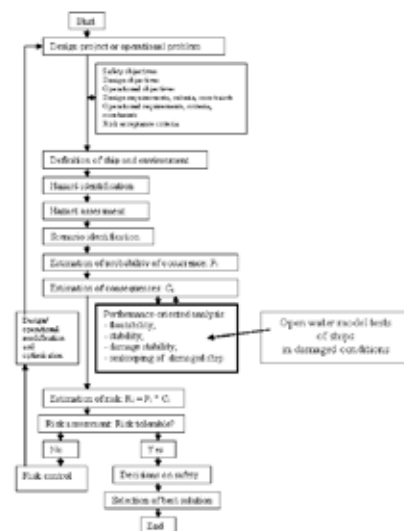 Start
Design project or operational problem
Safety objectives
Design objectives
Operational objectives
Design requirements, criteria, constraints
Operational requirements, criteria,
constraints
Risk acceptance criteria
Definition of ship and environment
Hazard identification
Hazard assessment
Scenario identification
Estimation of probability of occurrence: Pi
Estimation of consequences: Ci
Performance-oriented analysis:
- floatability,
- stability,
- damage stability,
- seakeeping of damaged ship
Open water model tests
of ships
in damaged conditions
Design/
operational
modification
and
optimisation
Estimation of risk: Ri = Pi * Ci
Risk assessment: Risk tolerable?
No
Yes
Risk control
Decisions on safety
Selection of best solution
End